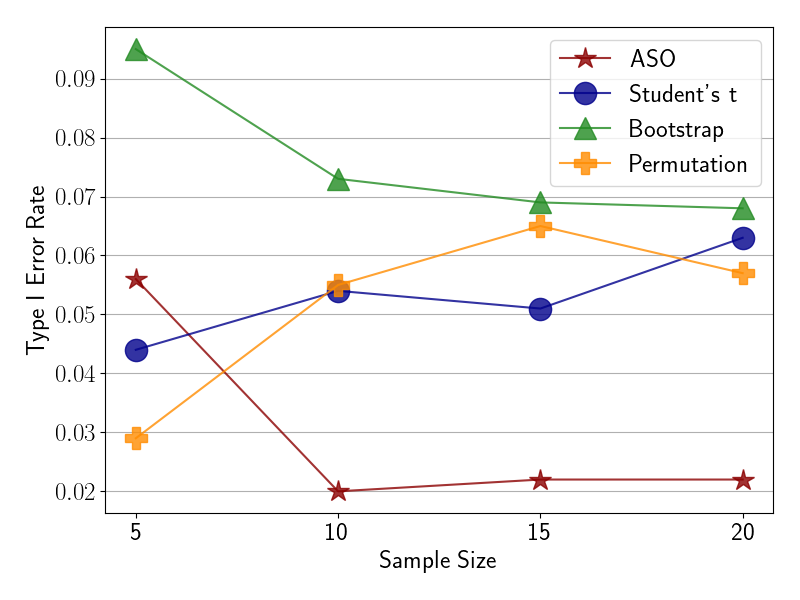 0.09
0.08
0.07
0.06
0.05
0.04
0.03
0.02
Type I Error Rate
5
10
15
20
Sample Size
ASO
Student's t
Bootstrap
Permutation